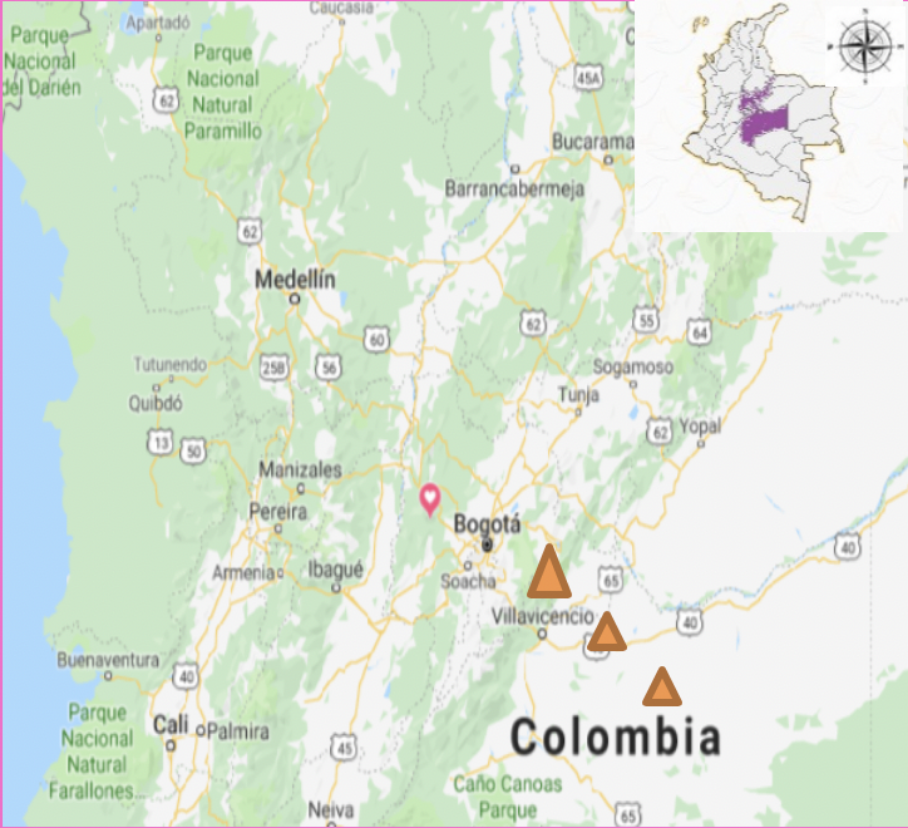 Apartadó
Caucasia
Parque
Nacional
del Darién
Parque
Nacional
Natural
Paramillo
62
45A
Bucarama
Barrancabermeja
62
Medellín
60
62
55
64
25B
56
Tutunendo
Quibdó
Sogamoso
Tunja
13
50
62
Yopal
Manizales
Pereira
Bogotá
40
Armenia
Ibagué
Soacha
65
Villavicencio
40
Buenaventura
40
Parque
Nacional
Natural
Farallones...
Cali
Palmira
45
Colombia
Caño Canoas
Parque
Neiva
65